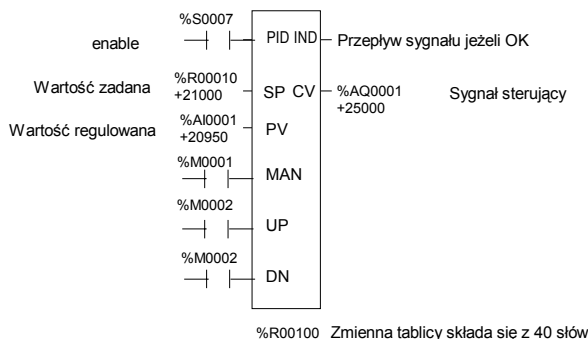 %S0007
enable
PID IND
Przepływ sygnału jeżeli OK
Wartość zadana
%R00010
+21000
SP CV
%AQ0001
+25000
Sygnał sterujący
Wartość regulowana
%AI0001
+20950
PV
%M0001
MAN
%M0002
UP
%M0002
DN
%R00100 Zmienna tablicy składa się z 40 słów